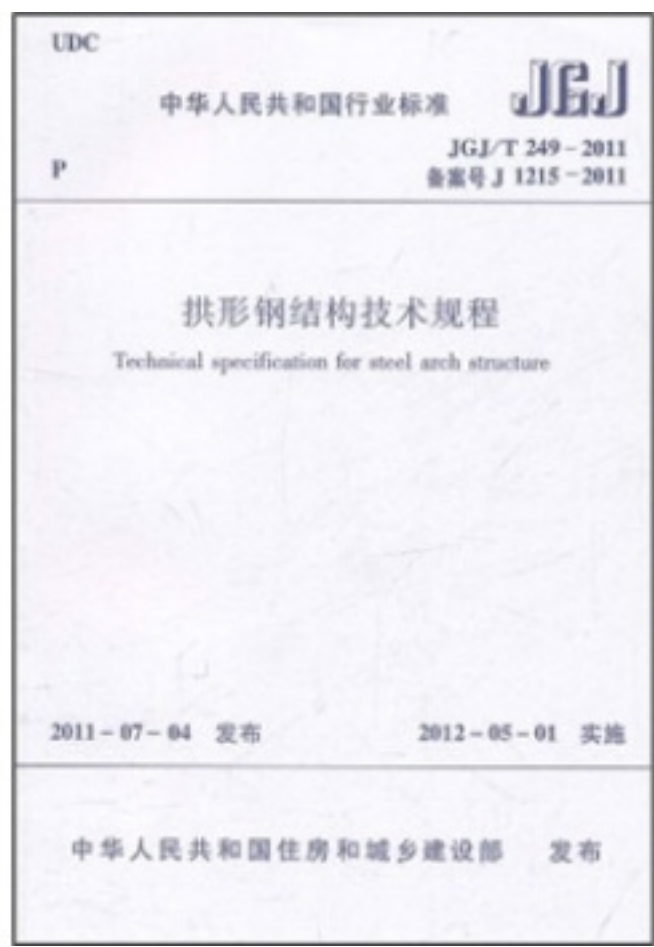 UDC
JGJ
中华人民共和国行业标准
JGJ/T 249-2011
P
备案号 J 1215-2011
拱形钢结构技术规程
Technical specification for steel arch structure
2011-07-04 发布
2012-05-01 实施
中华人民共和国住房和城乡建设部 发布